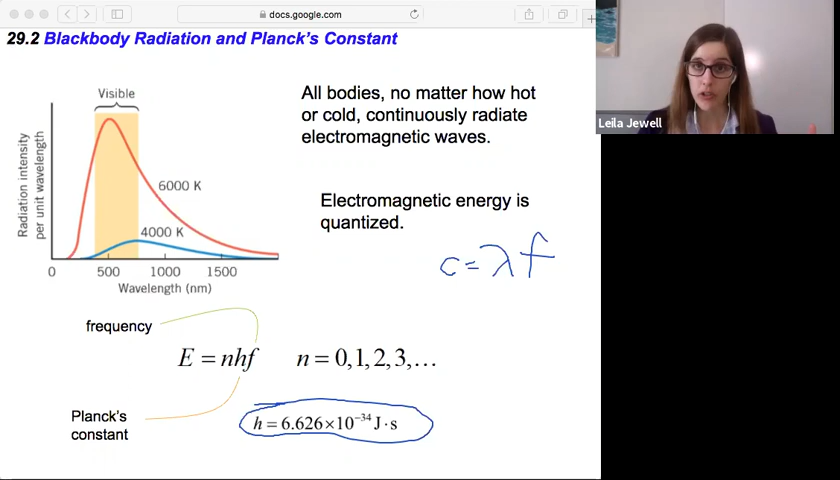 docs.google.com
29.2 Blackbody Radiation and Planck's Constant
Visible
Radiation intensity
per unit wavelength
6000 K
4000 K
0 500 1000 1500
Wavelength (nm)
All bodies, no matter how hot
or cold, continuously radiate
electromagnetic waves.
Electromagnetic energy is
quantized.
c = λ f
frequency
E = nhf n = 0,1,2,3,…
Planck's
constant
h = 6.626×10⁻³⁴ J·s
Leila Jewell